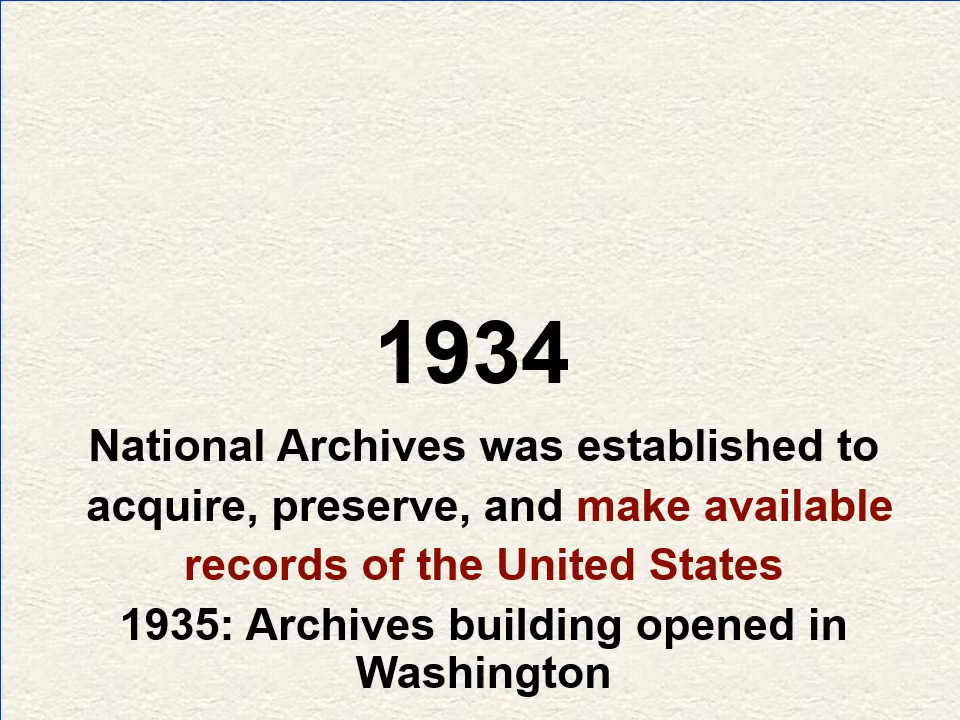 1934
National Archives was established to
acquire, preserve, and make available
records of the United States
1935: Archives building opened in
Washington